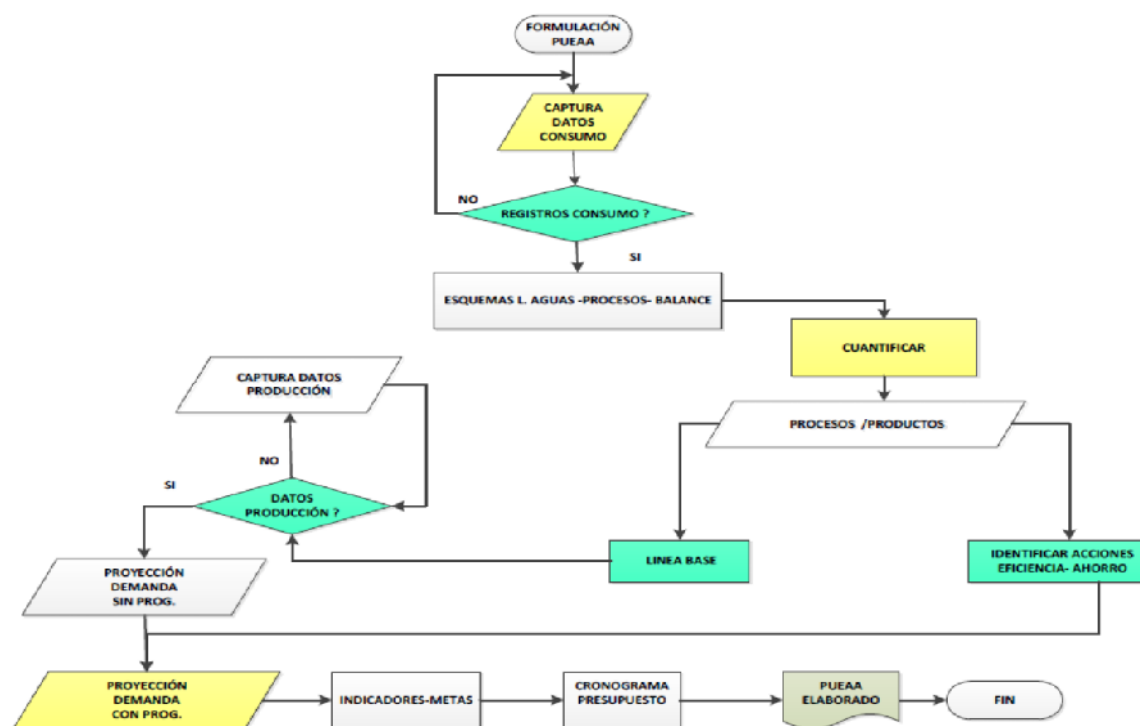 FORMULACIÓN
PUEAA
CAPTURA
DATOS
CONSUMO
NO
REGISTROS CONSUMO ?
SI
ESQUEMAS L. AGUAS -PROCESOS- BALANCE
CUANTIFICAR
CAPTURA DATOS
PRODUCCIÓN
PROCESOS /PRODUCTOS
NO
SI
DATOS
PRODUCCIÓN ?
LINEA BASE
IDENTIFICAR ACCIONES
EFICIENCIA- AHORRO
PROYECCIÓN
DEMANDA
SIN PROG.
PROYECCIÓN
DEMANDA
CON PROG.
INDICADORES-METAS
CRONOGRAMA
PRESUPUESTO
PUEAA
ELABORADO
FIN